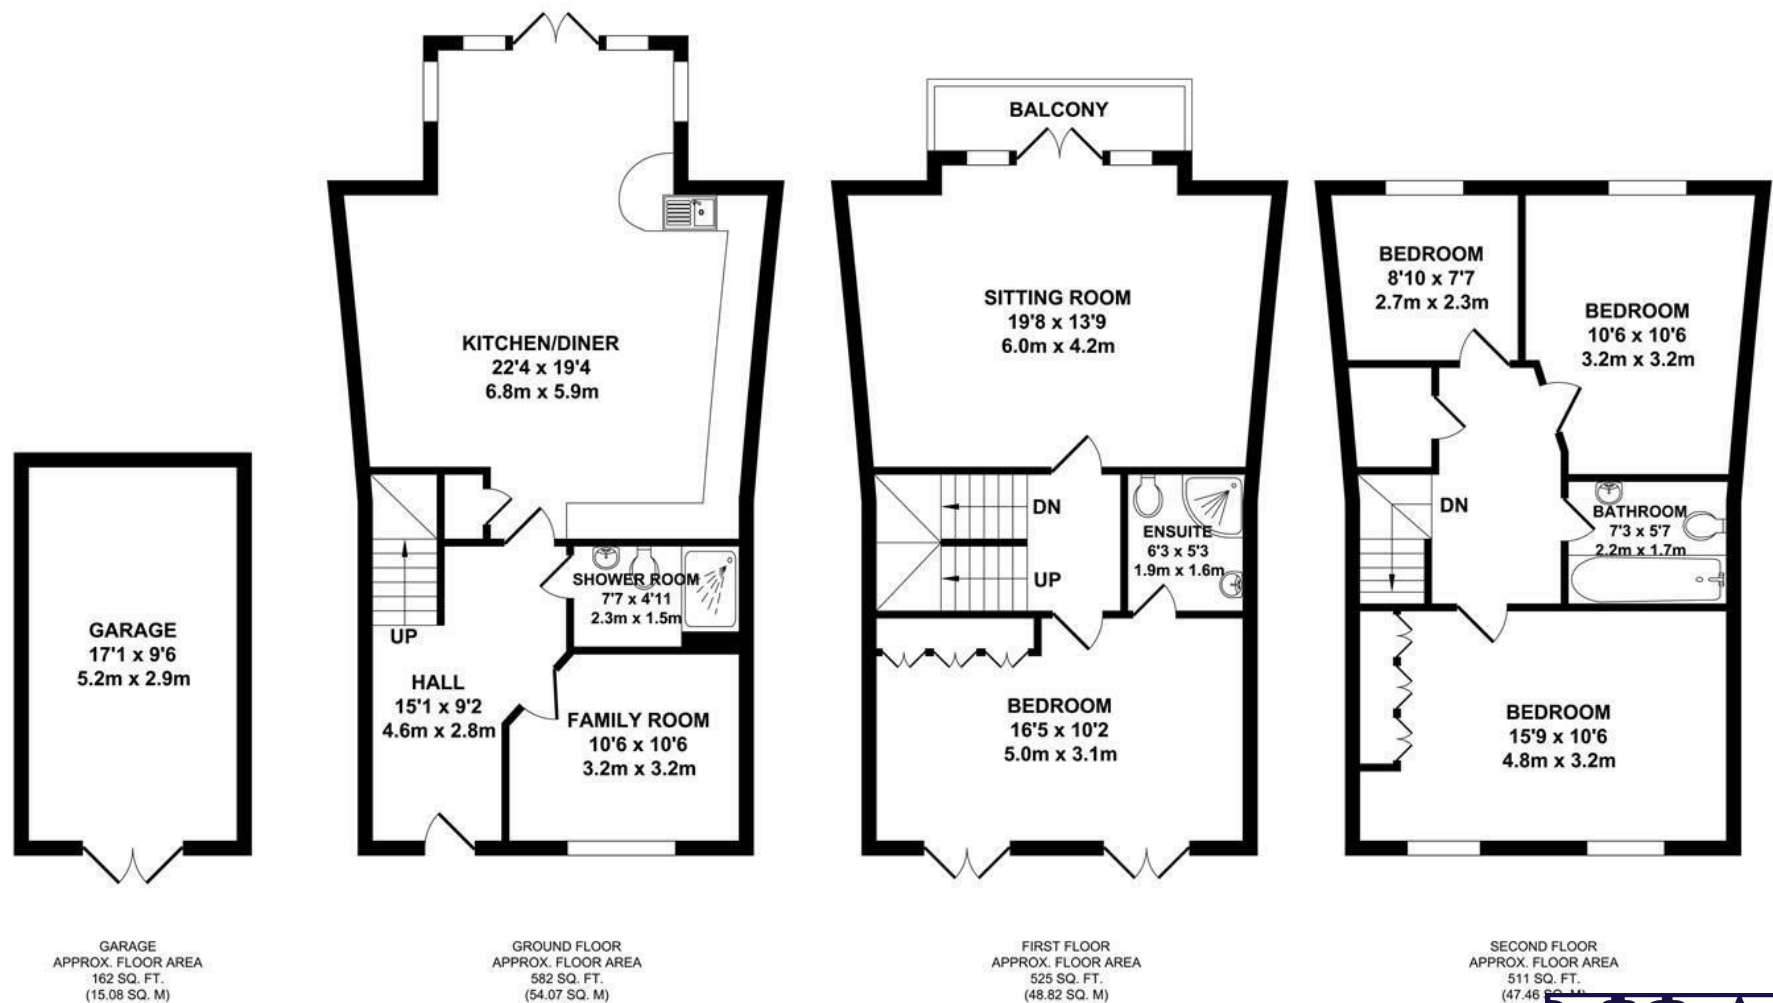 GARAGE
17'1 x 9'6
5.2m x 2.9m
GARAGE
APPROX. FLOOR AREA
162 SQ. FT.
(15.08 SQ. M)
KITCHEN/DINER
22'4 x 19'4
6.8m x 5.9m
UP
SHOWER ROOM
7'7 x 4'11
2.3m x 1.5m
HALL
15'1 x 9'2
4.6m x 2.8m
FAMILY ROOM
10'6 x 10'6
3.2m x 3.2m
GROUND FLOOR
APPROX. FLOOR AREA
582 SQ. FT.
(54.07 SQ. M)
BALCONY
SITTING ROOM
19'8 x 13'9
6.0m x 4.2m
DN
UP
ENSUITE
6'3 x 5'3
1.9m x 1.6m
BEDROOM
16'5 x 10'2
5.0m x 3.1m
FIRST FLOOR
APPROX. FLOOR AREA
525 SQ. FT.
(48.82 SQ. M)
BEDROOM
8'10 x 7'7
2.7m x 2.3m
BEDROOM
10'6 x 10'6
3.2m x 3.2m
DN
BATHROOM
7'3 x 5'7
2.2m x 1.7m
BEDROOM
15'9 x 10'6
4.8m x 3.2m
SECOND FLOOR
APPROX. FLOOR AREA
511 SQ. FT.
(47.46 SQ. M)